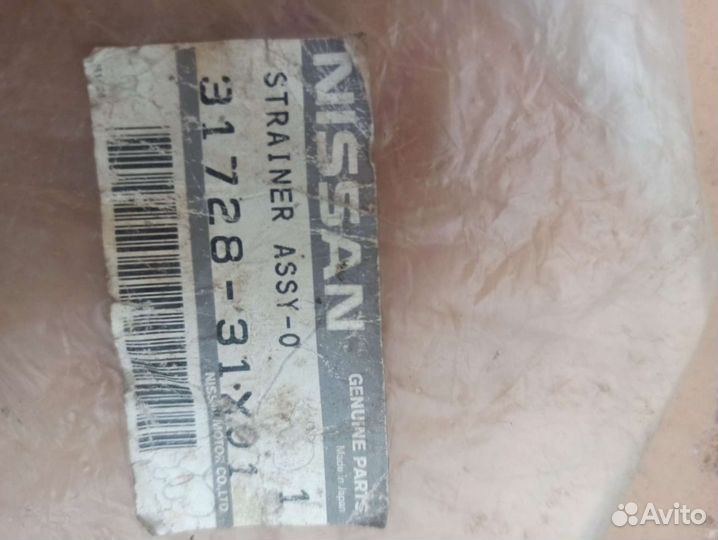 NISSAN
GENUINE PARTS
Made in Japan
STRAINER ASSY-O
1
31728-31X01
NISSAN MOTOR CO., LTD.
Avito